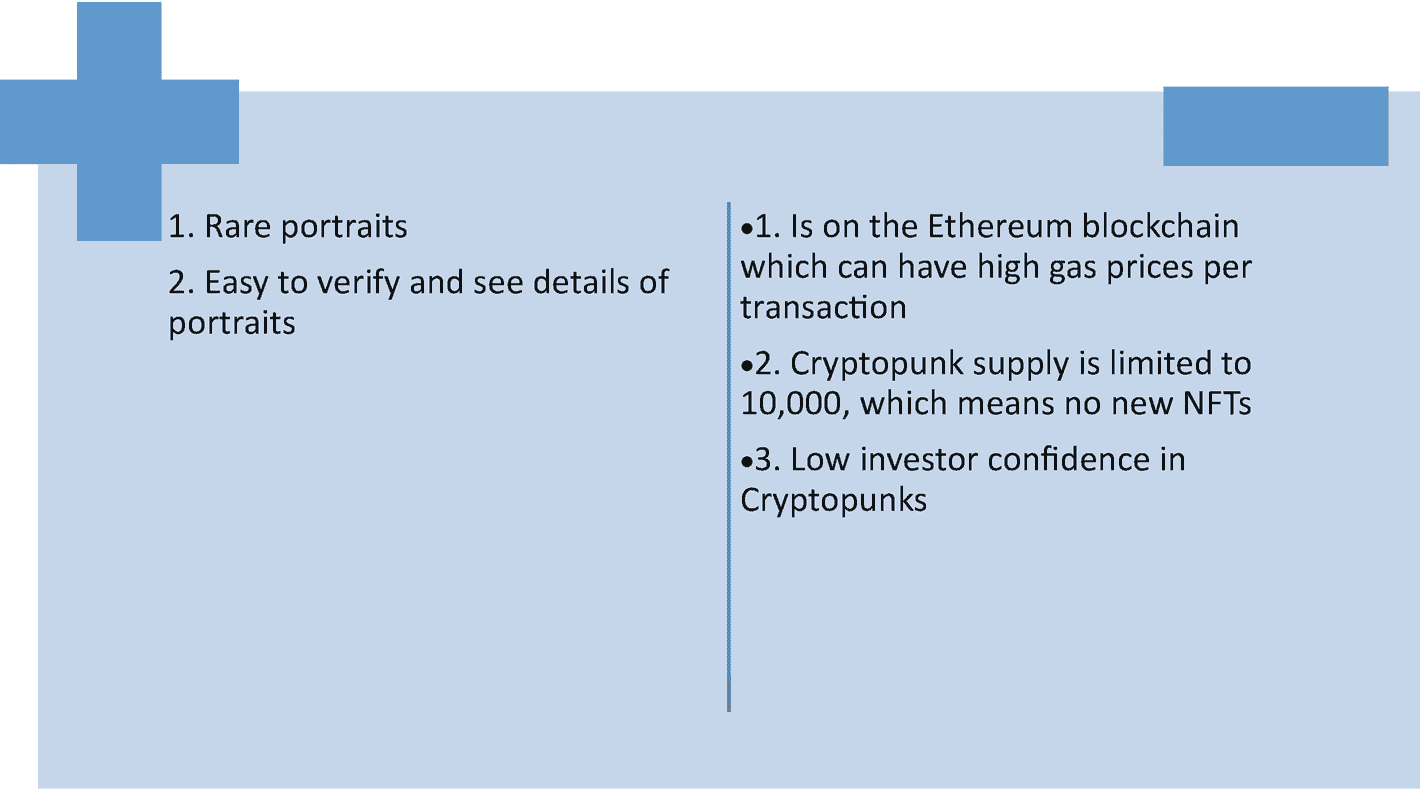 1. Rare portraits
2. Easy to verify and see details of
portraits
•1. Is on the Ethereum blockchain
which can have high gas prices per
transaction
•2. Cryptopunk supply is limited to
10,000, which means no new NFTs
•3. Low investor confidence in
Cryptopunks